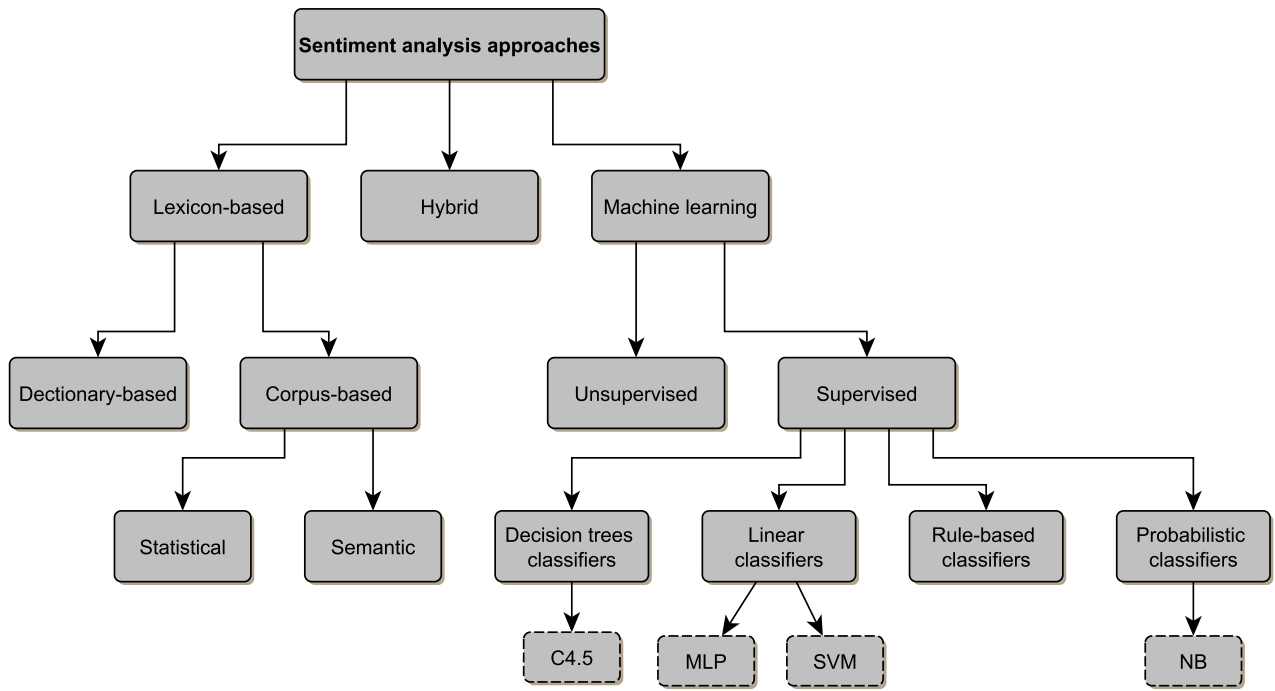 Sentiment analysis approaches
Lexicon-based
Hybrid
Machine learning
Dectionary-based
Corpus-based
Unsupervised
Supervised
Statistical
Semantic
Decision trees
classifiers
Linear
classifiers
Rule-based
classifiers
Probabilistic
classifiers
C4.5
MLP
SVM
NB